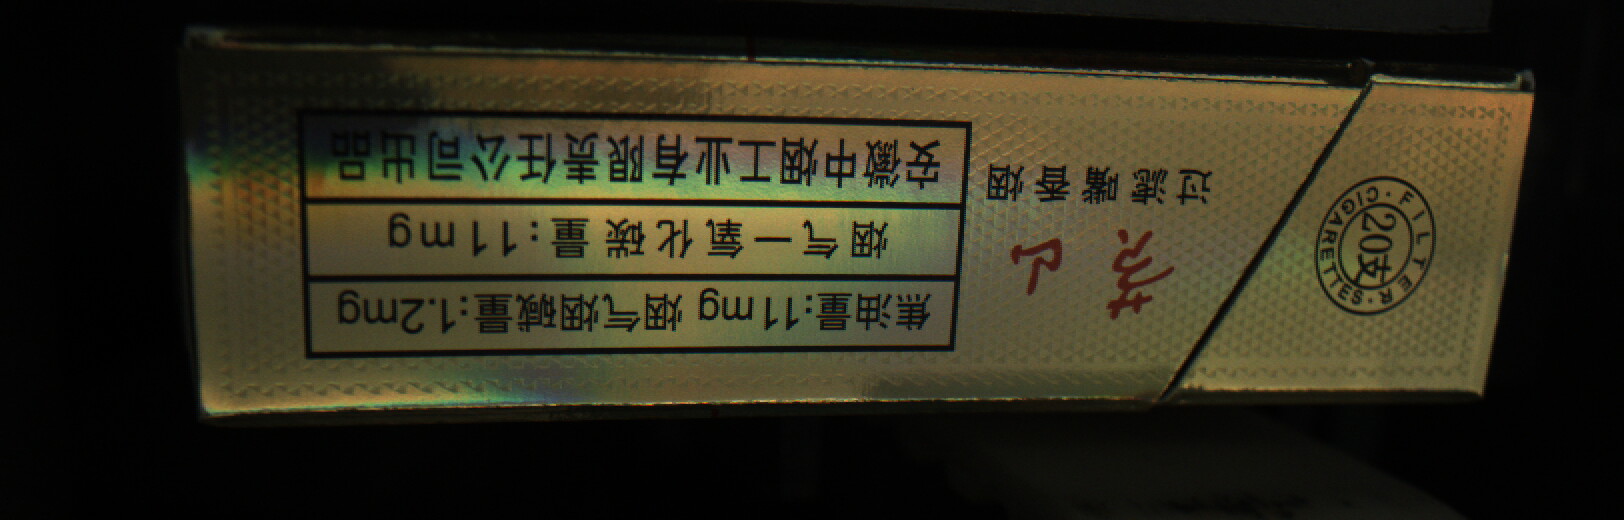 FILTER·CIGARETTES·
20支
黄山
过滤嘴香烟
焦油量:11mg 烟气烟碱量:1.2mg
烟气一氧化碳量:11mg
安徽中烟工业有限责任公司出品